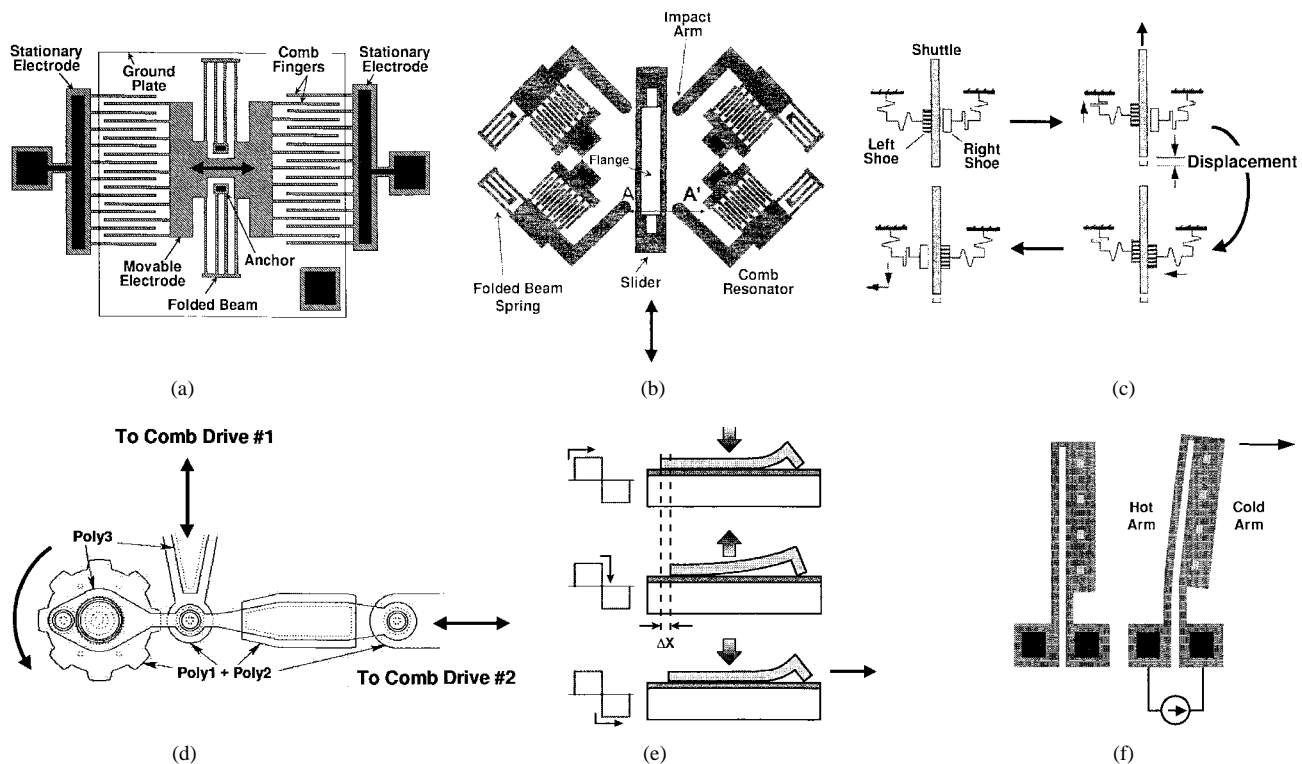 Stationary
Electrode
Ground
Plate
Comb
Fingers
Stationary
Electrode
Movable
Electrode
Anchor
Folded Beam
(a)
Impact
Arm
Flange
A
A'
Folded Beam
Spring
Slider
Comb
Resonator
(b)
Shuttle
Left
Shoe
Right
Shoe
Displacement
(c)
To Comb Drive #1
Poly3
Poly1 + Poly2
To Comb Drive #2
(d)
ΔX
(e)
Hot
Arm
Cold
Arm
(f)